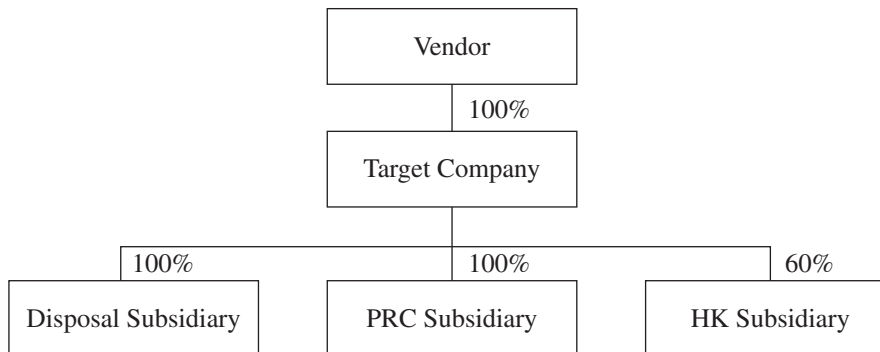 Vendor
100%
Target Company
100%
100%
60%
Disposal Subsidiary
PRC Subsidiary
HK Subsidiary